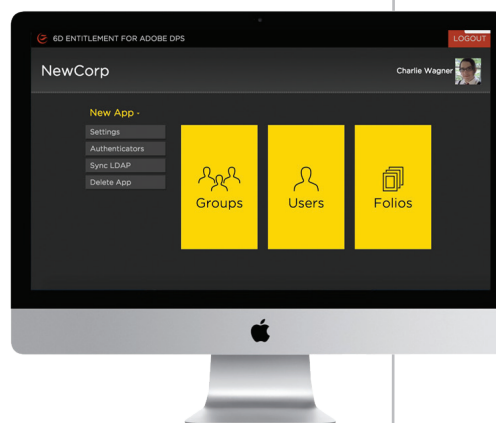 6D ENTITLEMENT FOR ADOBE DPS
LOGOUT
NewCorp
Charlie Wagner
New App -
Settings
Authenticators
Sync LDAP
Delete App
Groups
Users
Folios